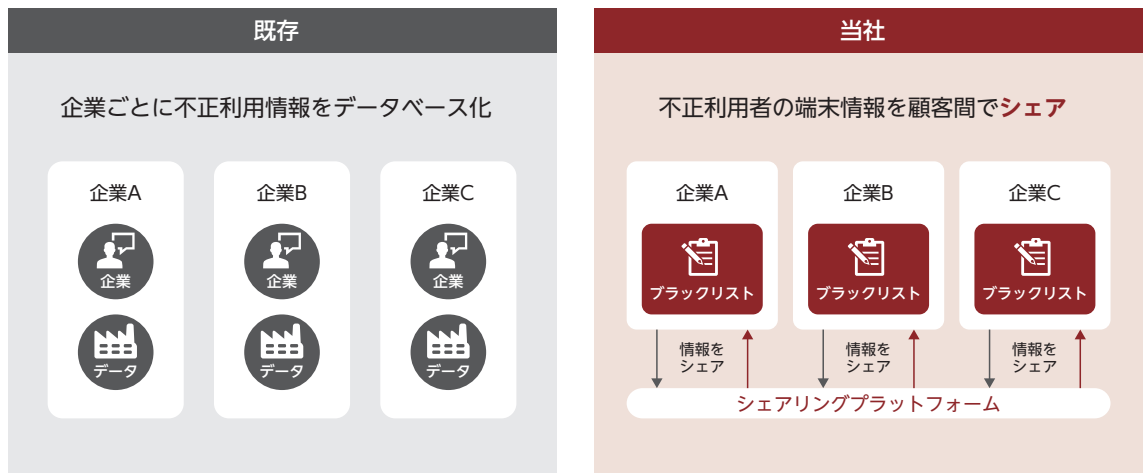 既存
企業ごとに不正利用情報をデータベース化
企業A
企業B
企業C
企業
企業
企業
データ
データ
データ
当社
不正利用者の端末情報を顧客間でシェア
企業A
企業B
企業C
ブラックリスト
ブラックリスト
ブラックリスト
情報を
シェア
情報を
シェア
情報を
シェア
シェアリングプラットフォーム